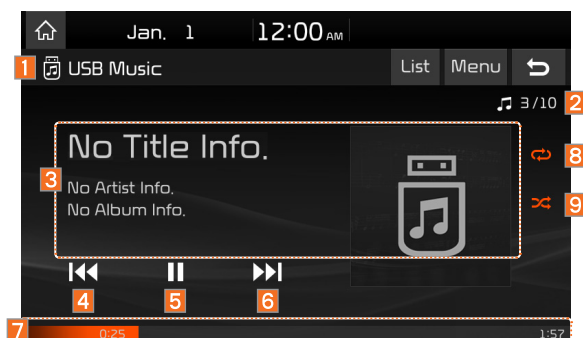 Jan. 1 12:00 AM
1 USB Music List Menu
3/10 2
No Title Info.
8
3 No Artist Info.
9
No Album Info.
4 5 6
7 0:25 1:57